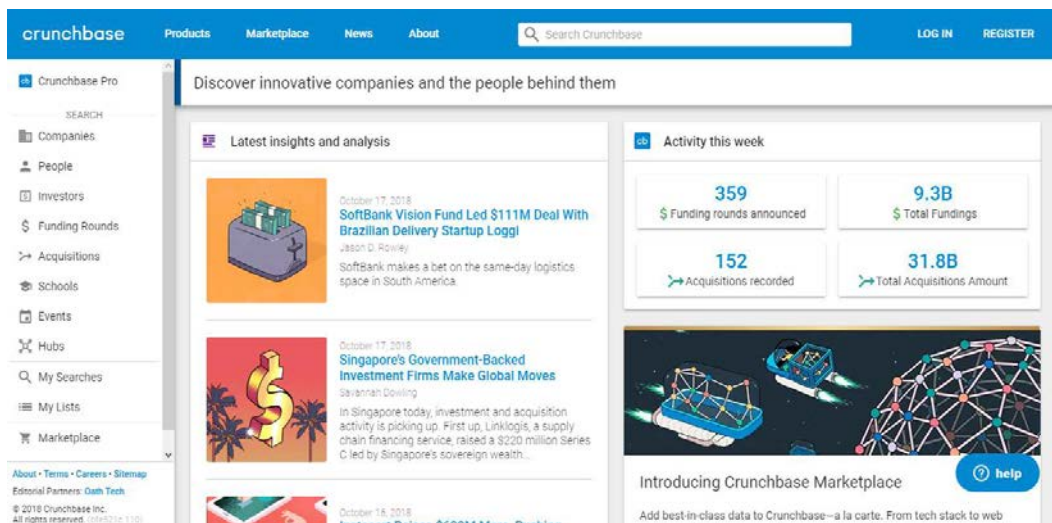 crunchbase
Products Marketplace News About
Search Crunchbase
LOG IN REGISTER
cb Crunchbase Pro
SEARCH
Companies
People
Investors
Funding Rounds
Acquisitions
Schools
Events
Hubs
My Searches
My Lists
Marketplace
About • Terms • Careers • Sitemap
Editorial Partners: Oath Tech
© 2018 Crunchbase Inc.
All rights reserved.
Discover innovative companies and the people behind them
Latest insights and analysis
October 17, 2018
SoftBank Vision Fund Led $111M Deal With
Brazilian Delivery Startup Loggi
Jason D. Rowley
SoftBank makes a bet on the same-day logistics
space in South America.
October 17, 2018
Singapore's Government-Backed
Investment Firms Make Global Moves
Savannah Dowling
In Singapore today, investment and acquisition
activity is picking up. First up, Linklogis, a supply
chain financing service, raised a $220 million Series
C led by Singapore's sovereign wealth...
October 16, 2018
cb Activity this week
359
$ Funding rounds announced
9.3B
$ Total Fundings
152
Acquisitions recorded
31.8B
Total Acquisitions Amount
Introducing Crunchbase Marketplace
Add best-in-class data to Crunchbase—a la carte. From tech stack to web
help